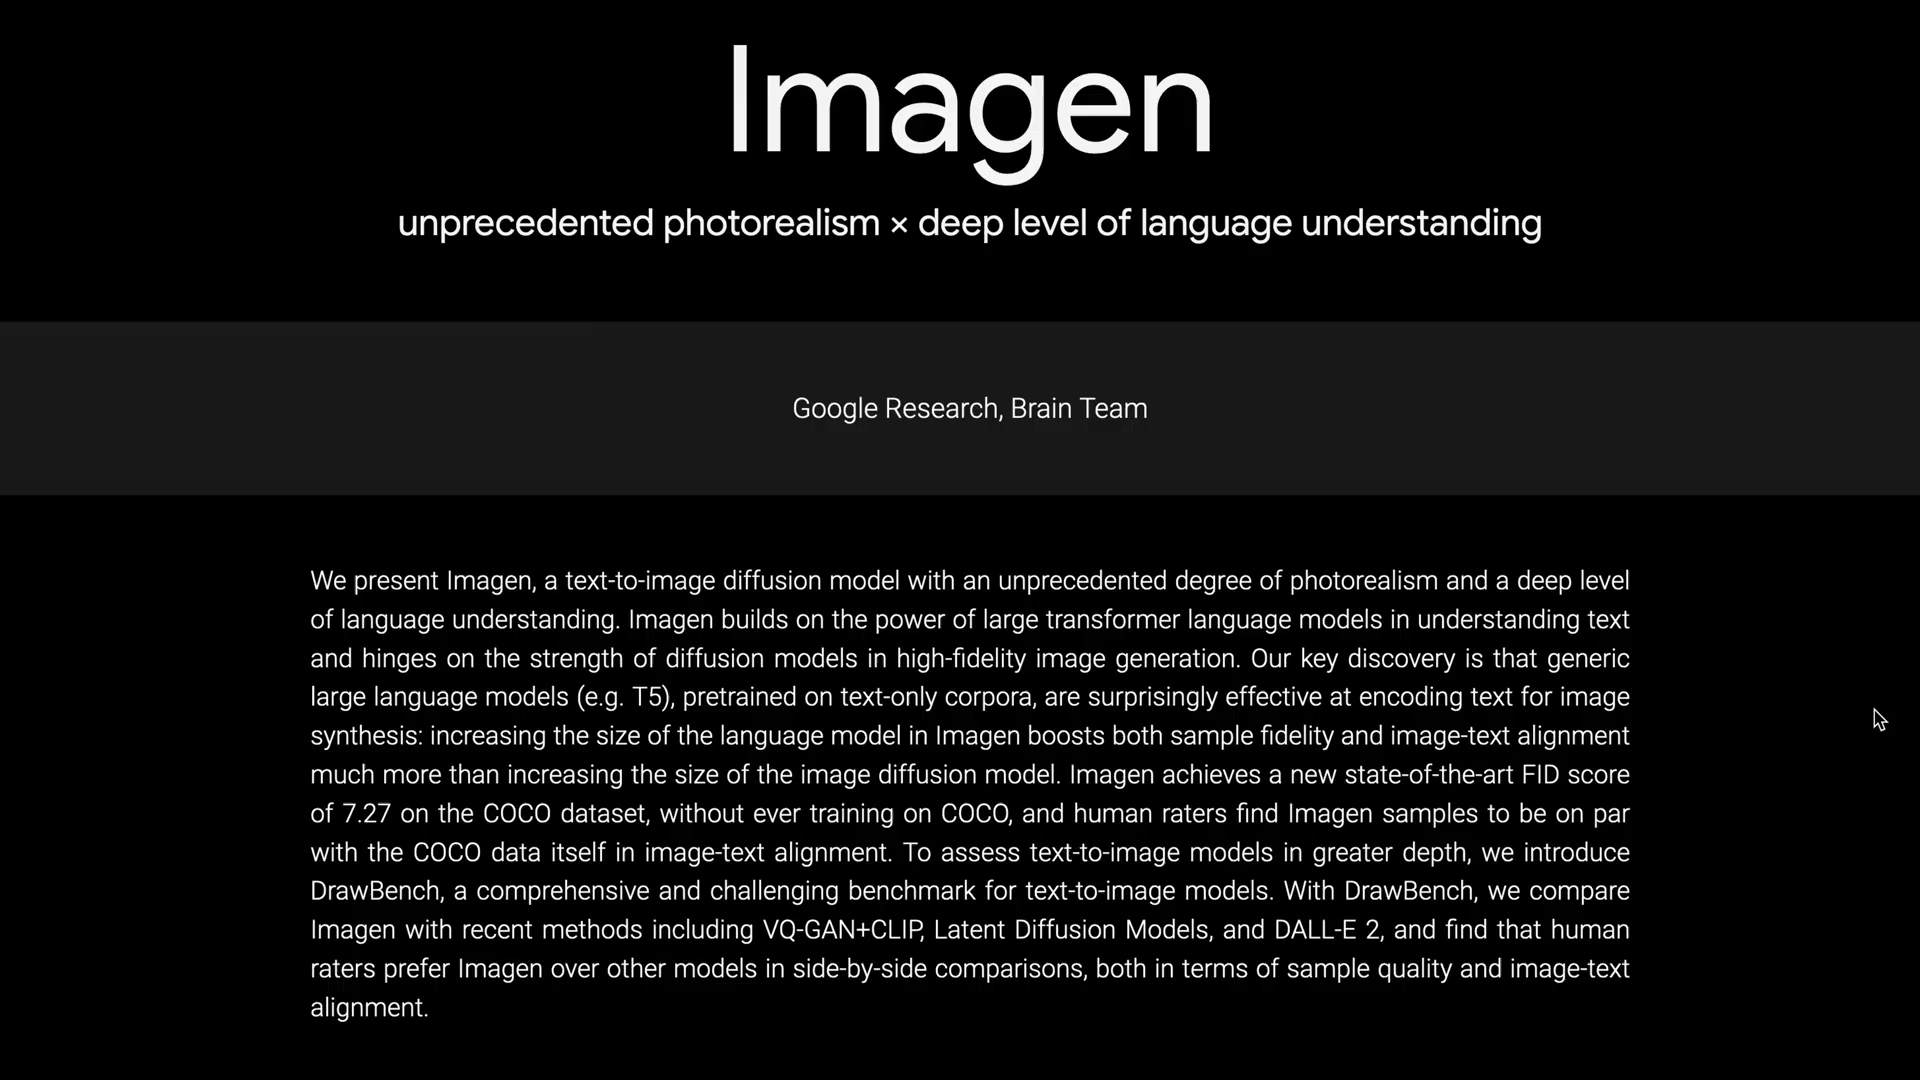 Imagen
unprecedented photorealism × deep level of language understanding
Google Research, Brain Team
We present Imagen, a text-to-image diffusion model with an unprecedented degree of photorealism and a deep level
of language understanding. Imagen builds on the power of large transformer language models in understanding text
and hinges on the strength of diffusion models in high-fidelity image generation. Our key discovery is that generic
large language models (e.g. T5), pretrained on text-only corpora, are surprisingly effective at encoding text for image
synthesis: increasing the size of the language model in Imagen boosts both sample fidelity and image-text alignment
much more than increasing the size of the image diffusion model. Imagen achieves a new state-of-the-art FID score
of 7.27 on the COCO dataset, without ever training on COCO, and human raters find Imagen samples to be on par
with the COCO data itself in image-text alignment. To assess text-to-image models in greater depth, we introduce
DrawBench, a comprehensive and challenging benchmark for text-to-image models. With DrawBench, we compare
Imagen with recent methods including VQ-GAN+CLIP, Latent Diffusion Models, and DALL-E 2, and find that human
raters prefer Imagen over other models in side-by-side comparisons, both in terms of sample quality and image-text
alignment.